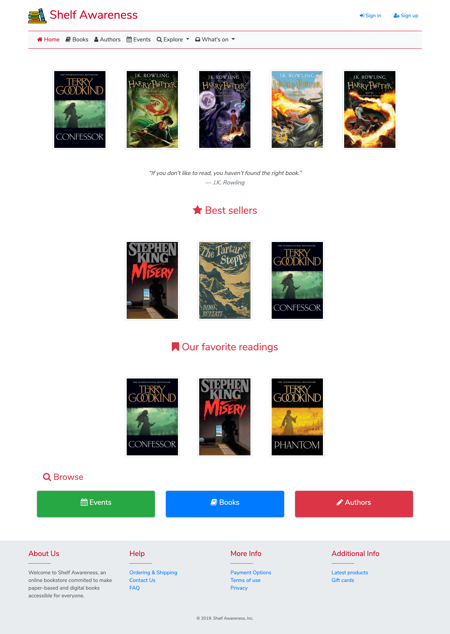 Shelf Awareness
Sign in
Sign up
Home
Books
Authors
Events
Explore
What's on
TERRY
GOODKIND
CONFESSOR
J.K. ROWLING
HARRY POTTER
J.K. ROWLING
HARRY POTTER
J.K. ROWLING
HARRY POTTER
J.K. ROWLING
HARRY POTTER
"If you don't like to read, you haven't found the right book."
— J.K. Rowling
Best sellers
STEPHEN
KING
MISERY
The Tartar
Steppe
DINO
BUZZATI
TERRY
GOODKIND
CONFESSOR
Our favorite readings
TERRY
GOODKIND
CONFESSOR
STEPHEN
KING
MISERY
TERRY
GOODKIND
PHANTOM
Browse
Events
Books
Authors
About Us
Welcome to Shelf Awareness, an
online bookstore commited to make
paper-based and digital books
accessible for everyone.
Help
Ordering & Shipping
Contact Us
FAQ
More Info
Payment Options
Terms of use
Privacy
Additional Info
Latest products
Gift cards
© 2019. Shelf Awareness, Inc.